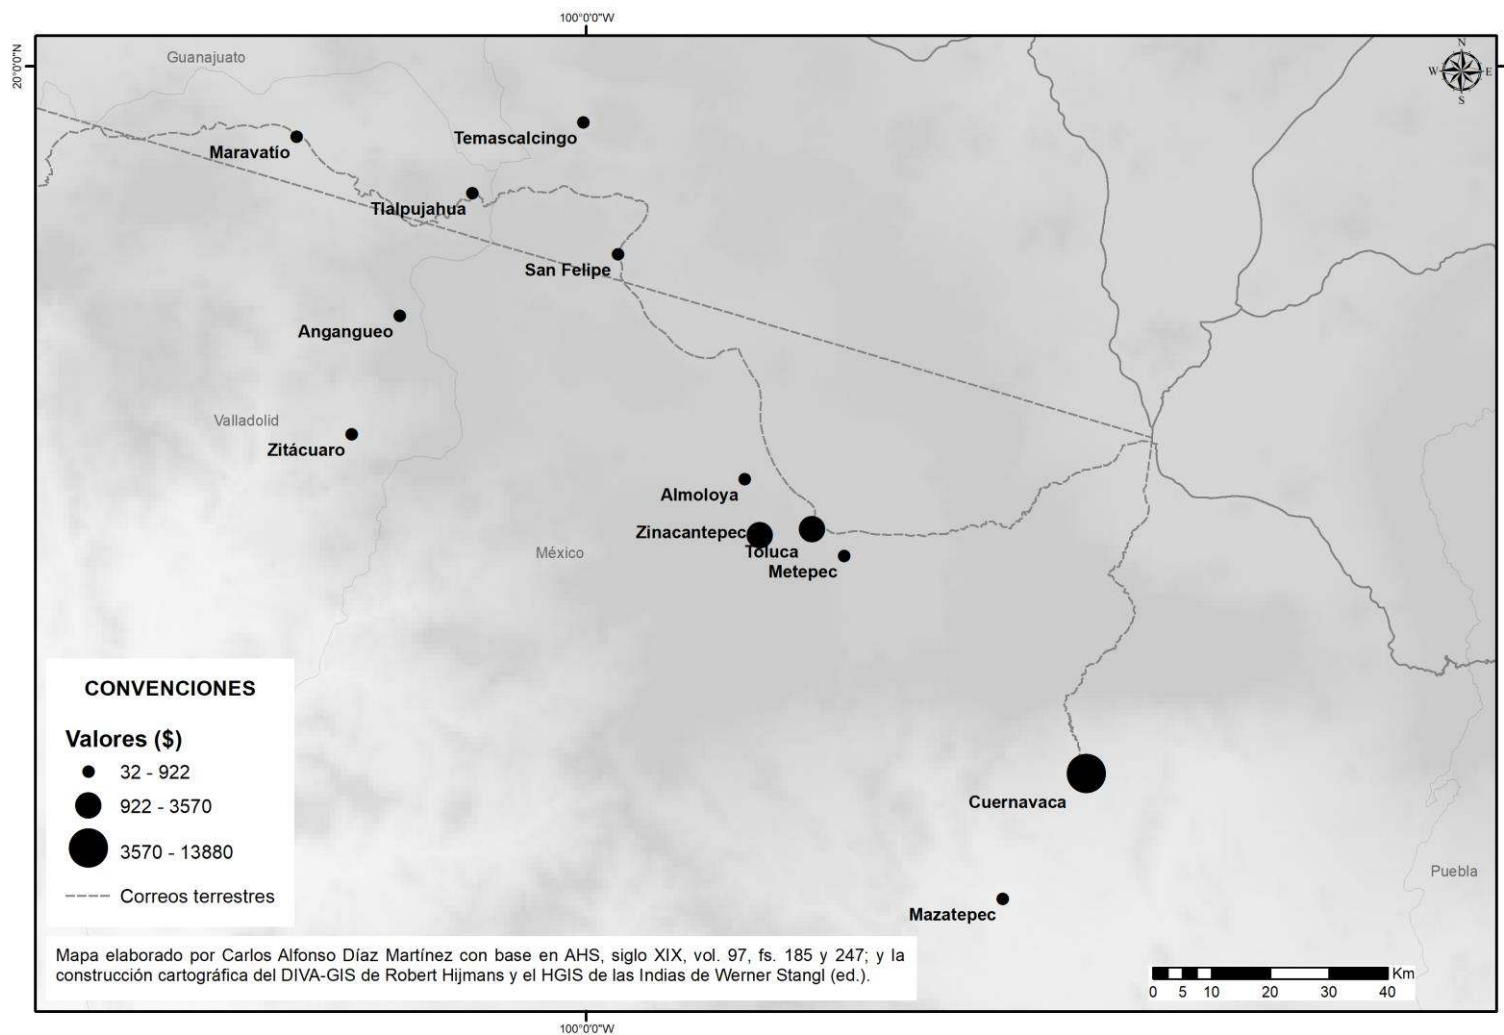 100°0'0"W
20°0'0"N
Guanajuato
N
W E
S
Temascalcingo
Maravatío
Tlalpujahua
San Felipe
Angangueo
Valladolid
Zitácuaro
Almoloya
Zinacantepec
Toluca
México
Metepec
CONVENCIONES
Valores ($)
32 - 922
922 - 3570
3570 - 13880
Correos terrestres
Cuernavaca
Puebla
Mazatepec
Mapa elaborado por Carlos Alfonso Díaz Martínez con base en AHS, siglo XIX, vol. 97, fs. 185 y 247; y la
construcción cartográfica del DIVA-GIS de Robert Hijmans y el HGIS de las Indias de Werner Stangl (ed.).
Km
0 5 10 20 30 40
100°0'0"W